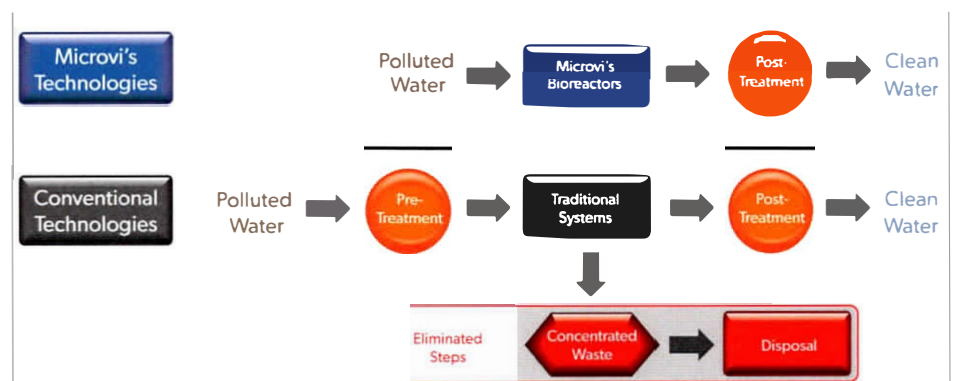 Microvi's
Technologies
Polluted
Water
Microvi's
Bioreactors
Post-
Treatment
Clean
Water
Conventional
Technologies
Polluted
Water
Pre-
Treatment
Traditional
Systems
Post-
Treatment
Clean
Water
Eliminated
Steps
Concentrated
Waste
Disposal